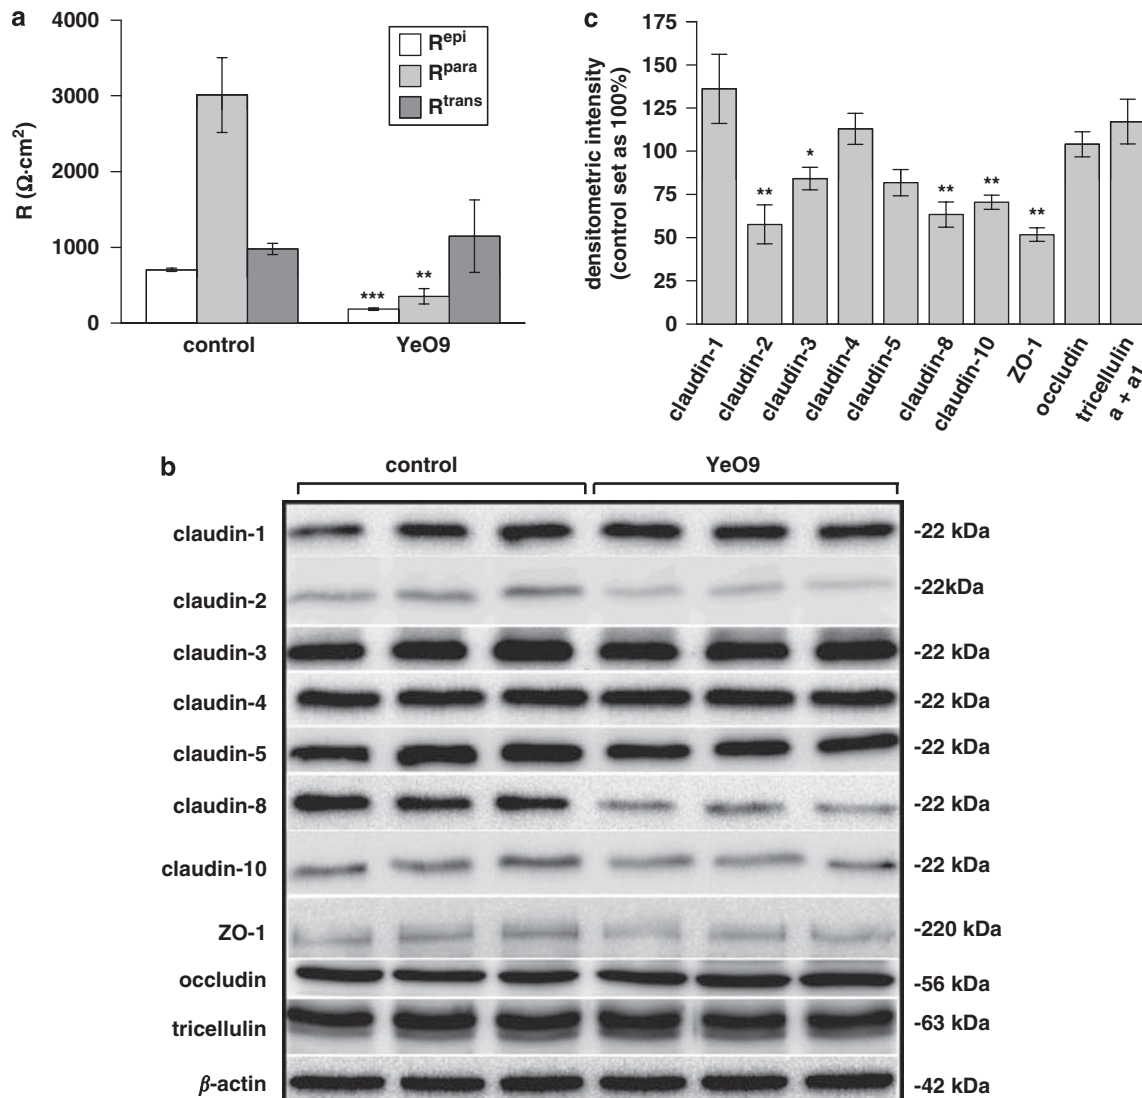 a
R (Ω·cm²)
4000
3000
2000
1000
0
R^epi
R^para
R^trans
***
**
control
YeO9
c
densitometric intensity
(control set as 100%)
175
150
125
100
75
50
25
0
**
*
**
**
**
claudin-1
claudin-2
claudin-3
claudin-4
claudin-5
claudin-8
claudin-10
ZO-1
occludin
tricellulin
a + a1
b
control
YeO9
claudin-1 -22 kDa
claudin-2 -22kDa
claudin-3 -22 kDa
claudin-4 -22 kDa
claudin-5 -22 kDa
claudin-8 -22 kDa
claudin-10 -22 kDa
ZO-1 -220 kDa
occludin -56 kDa
tricellulin -63 kDa
β-actin -42 kDa